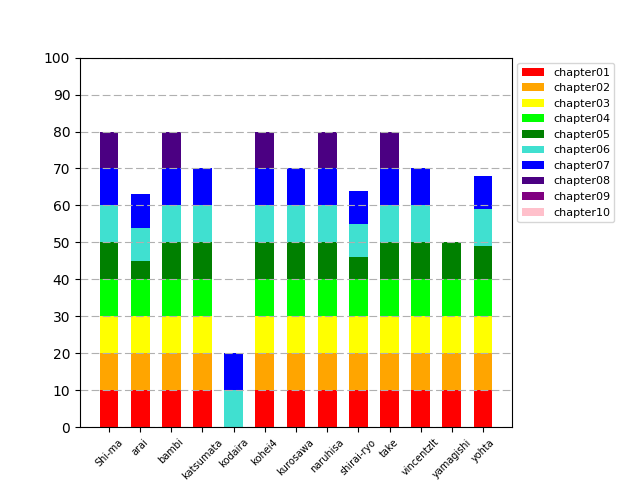 100
90
80
70
60
50
40
30
20
10
0
Shi-ma
arai
bambi
katsumata
kodaira
kohei4
kurosawa
naruhisa
shirai-ryo
take
vincentzlt
yamagishi
yohta
chapter01
chapter02
chapter03
chapter04
chapter05
chapter06
chapter07
chapter08
chapter09
chapter10